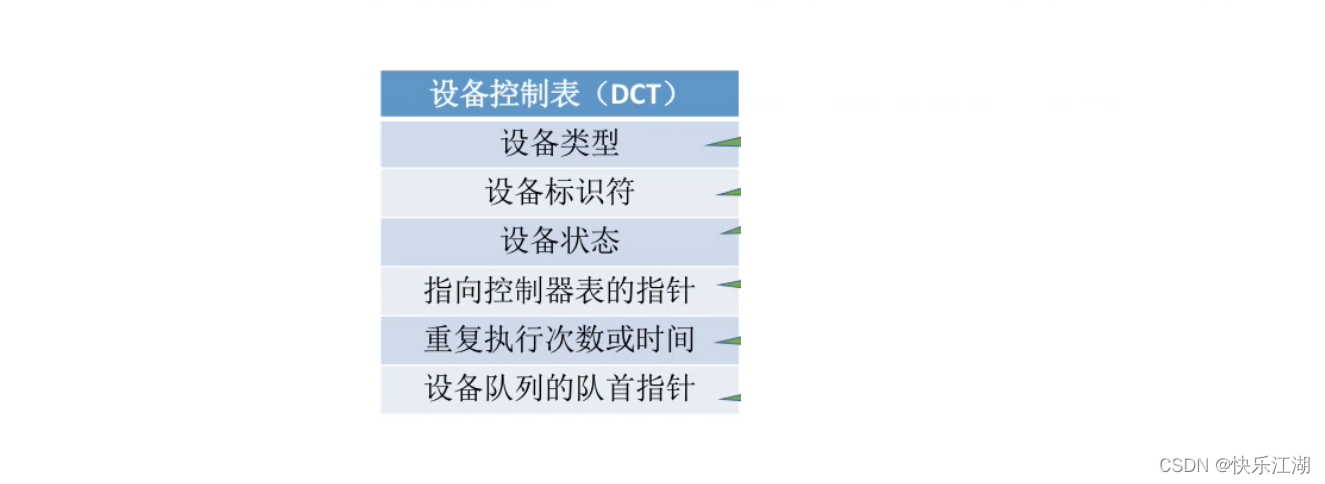 设备控制表（DCT）
设备类型
设备标识符
设备状态
指向控制器表的指针
重复执行次数或时间
设备队列的队首指针
CSDN @快乐江湖